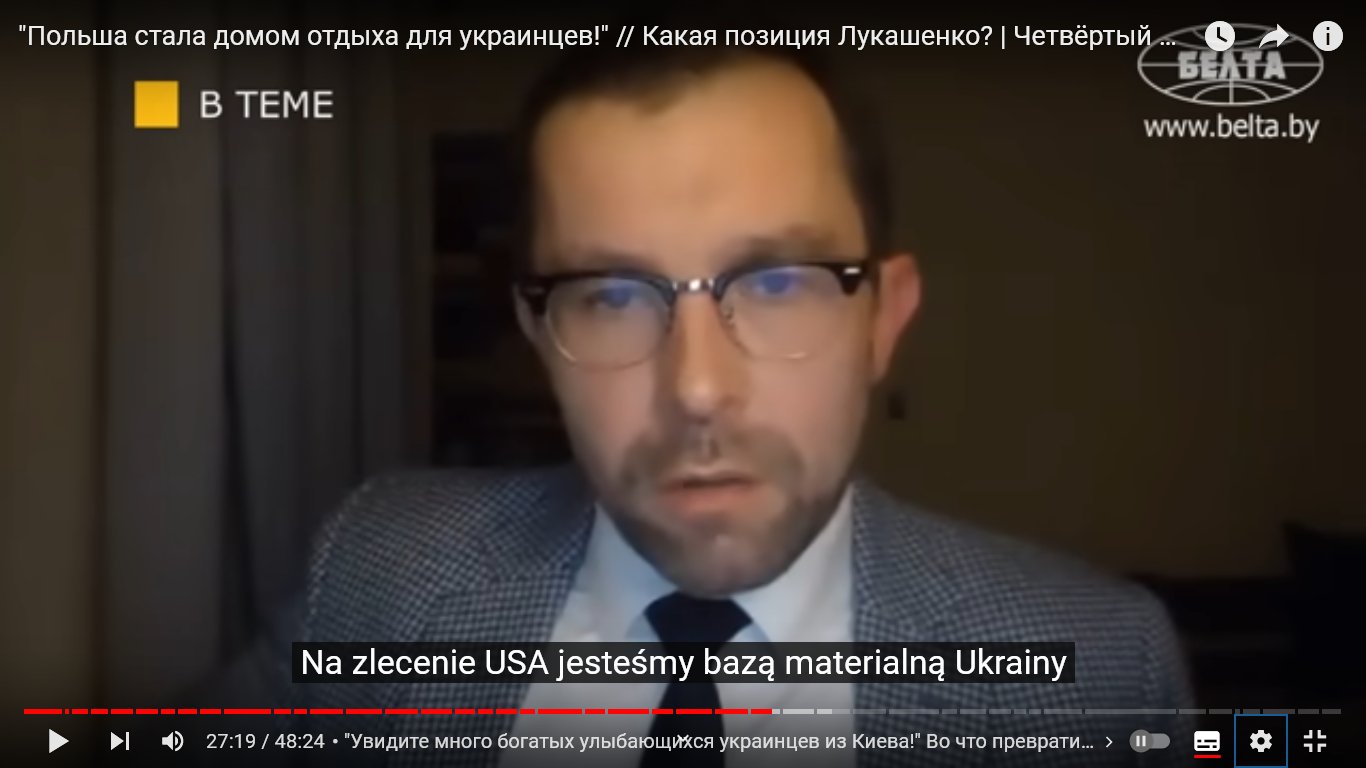 "Польша стала домом отдыха для украинцев!" // Какая позиция Лукашенко? | Четвёртый ...
БЕЛТА
www.belta.by
В ТЕМЕ
Na zlecenie USA jesteśmy bazą materialną Ukrainy
27:19 / 48:24 • "Увидите много богатых улыбающихся украинцев из Киева!" Во что преврати...